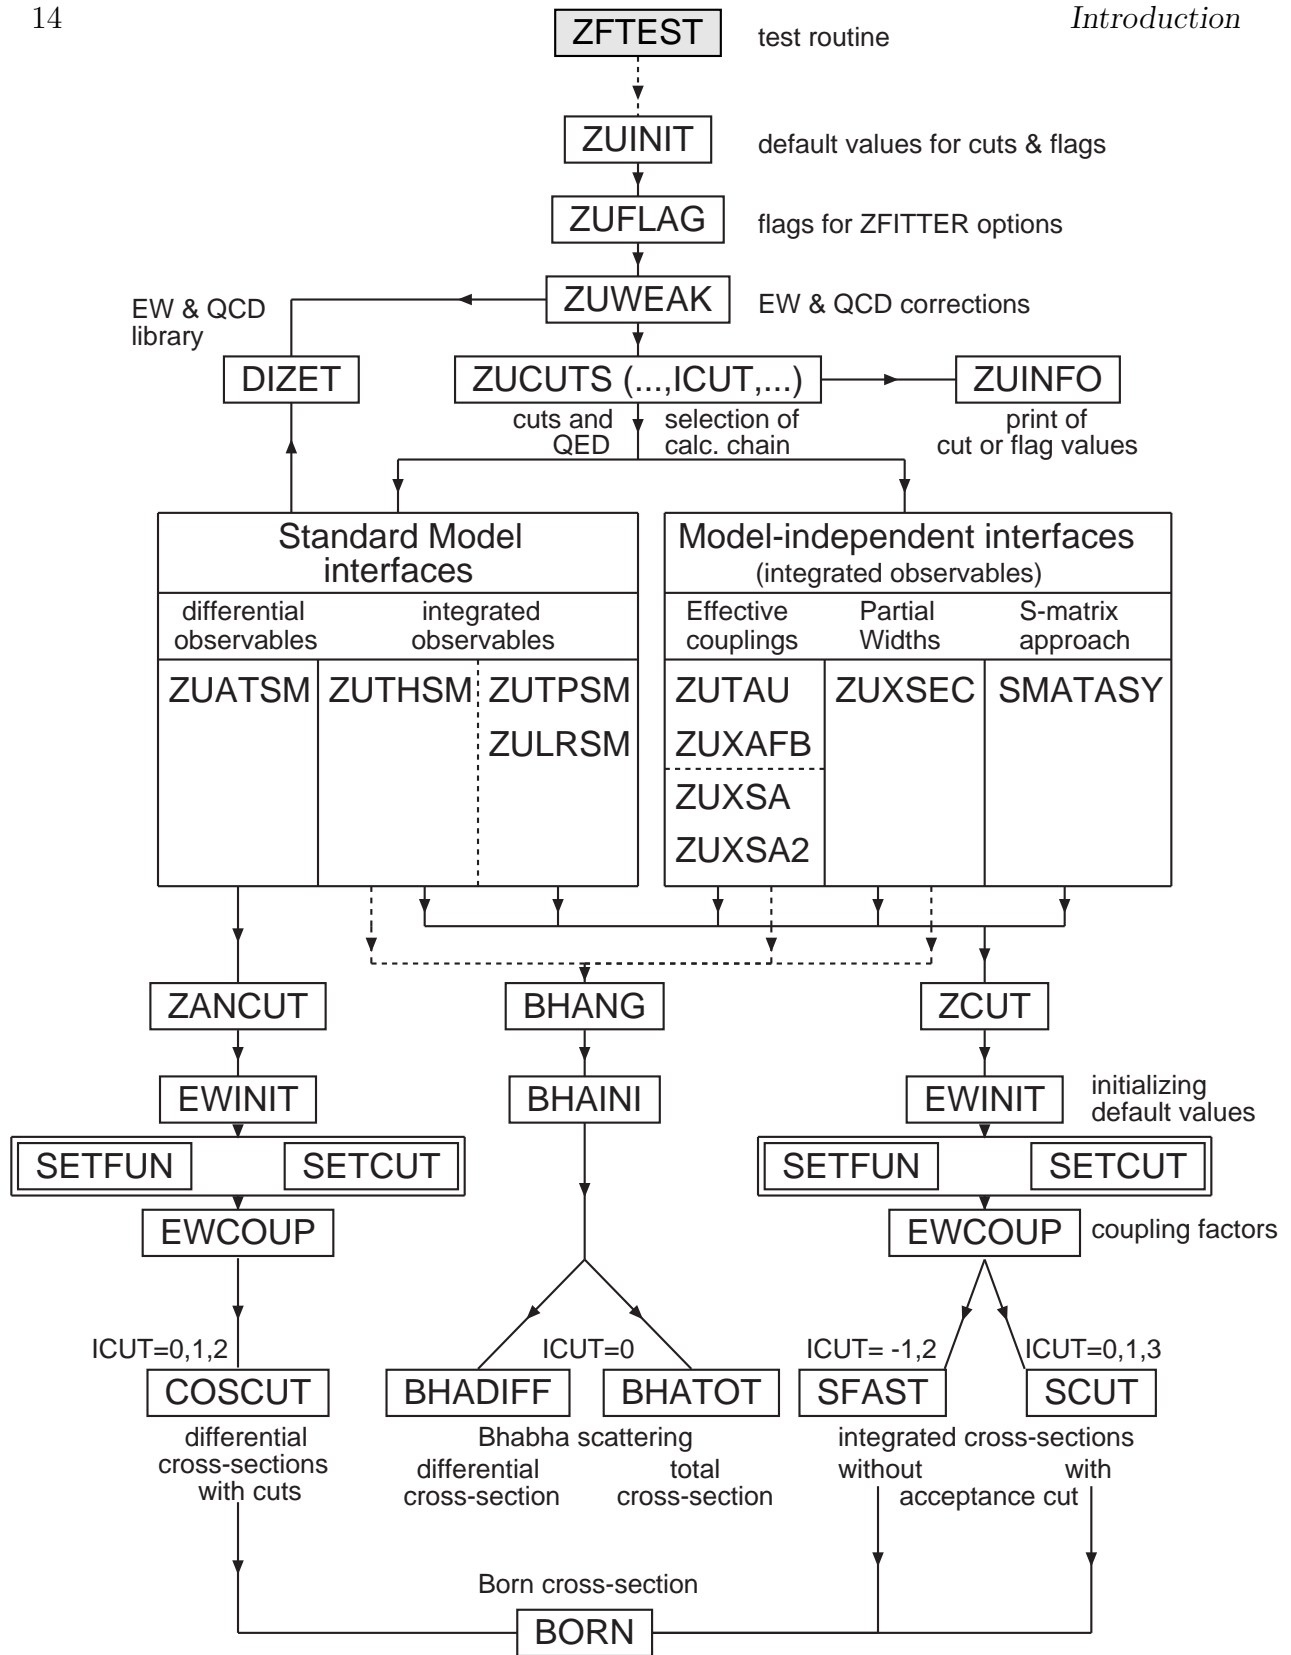 14
Introduction
ZFTEST
test routine
ZUINIT
default values for cuts & flags
ZUFLAG
flags for ZFITTER options
ZUWEAK
EW & QCD corrections
EW & QCD
library
DIZET
ZUCUTS (...,ICUT,...)
ZUINFO
cuts and
QED
selection of
calc. chain
print of
cut or flag values
Standard Model
interfaces
Model-independent interfaces
(integrated observables)
differential
observables
integrated
observables
Effective
couplings
Partial
Widths
S-matrix
approach
ZUATSM
ZUTHSM
ZUTPSM
ZULRSM
ZUTAU
ZUXAFB
ZUXSA
ZUXSA2
ZUXSEC
SMATASY
ZANCUT
BHANG
ZCUT
EWINIT
BHAINI
EWINIT
initializing
default values
SETFUN
SETCUT
SETFUN
SETCUT
EWCOUP
EWCOUP
coupling factors
ICUT=0,1,2
ICUT=0
ICUT= -1,2
ICUT=0,1,3
COSCUT
BHADIFF
BHATOT
SFAST
SCUT
differential
cross-sections
with cuts
Bhabha scattering
differential
cross-section
total
cross-section
integrated cross-sections
without
with
acceptance cut
Born cross-section
BORN